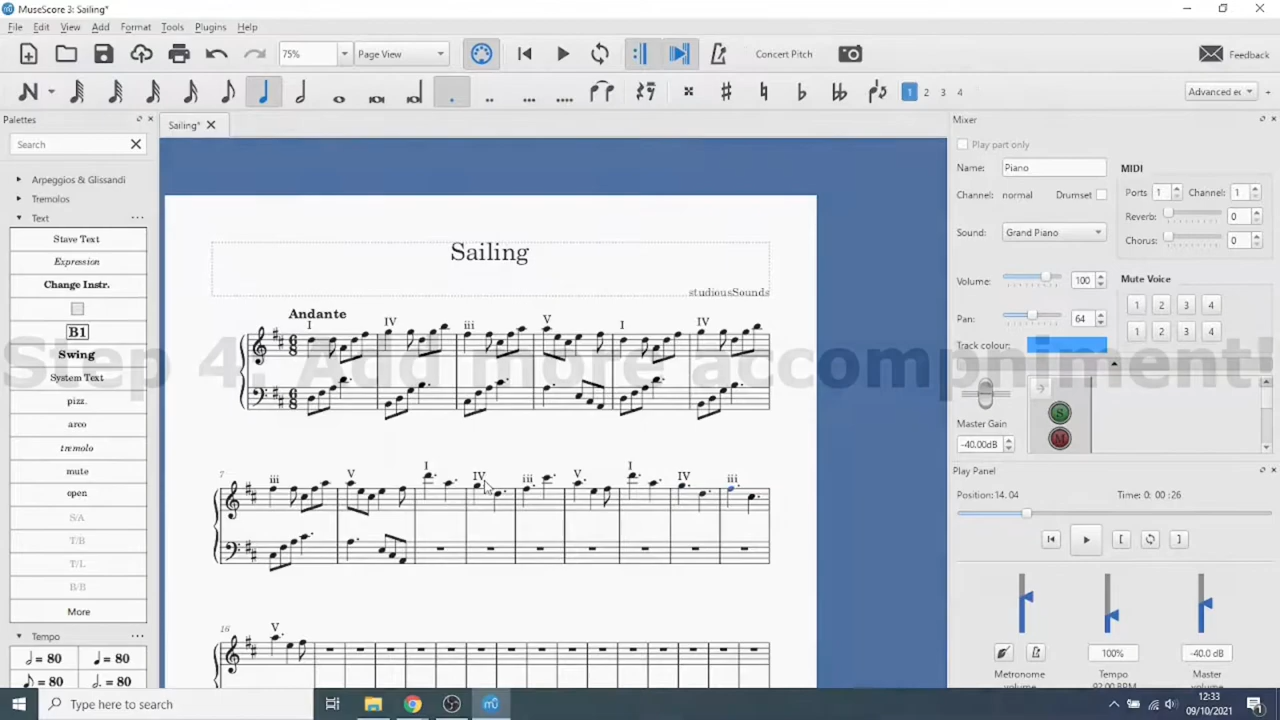 MuseScore 3: Sailing*
File Edit View Add Format Tools Plugins Help
75% Page View Concert Pitch Feedback
1 2 3 4 Advanced ec
Palettes
Search
Sailing*
Arpeggios & Glissandi
Tremolos
Text
Stave Text
Expression
Change Instr.
B1
Swing
System Text
pizz.
arco
tremolo
mute
open
S/A
T/B
T/L
B/B
More
Tempo
= 80 = 80
= 80 = 80
Sailing
studiousSounds
Andante
I IV iii V I IV
Step 4: Add more accompniment!
7
iii V I IV iii V I IV iii
16
V
Mixer
Play part only
Name: Piano MIDI
Channel: normal Drumset Ports 1 Channel: 1
Reverb: 0
Sound: Grand Piano Chorus: 0
Volume: 100 Mute Voice
1 2 3 4
Pan: 64
1 2 3 4
Track colour:
S
M
Master Gain
-40.00dB
Play Panel
Position:14.04 Time: 0: 00 :26
100% -40.0 dB
Metronome volume Tempo 92.00 BPM Master volume
Type here to search
12:33
09/10/2021
1